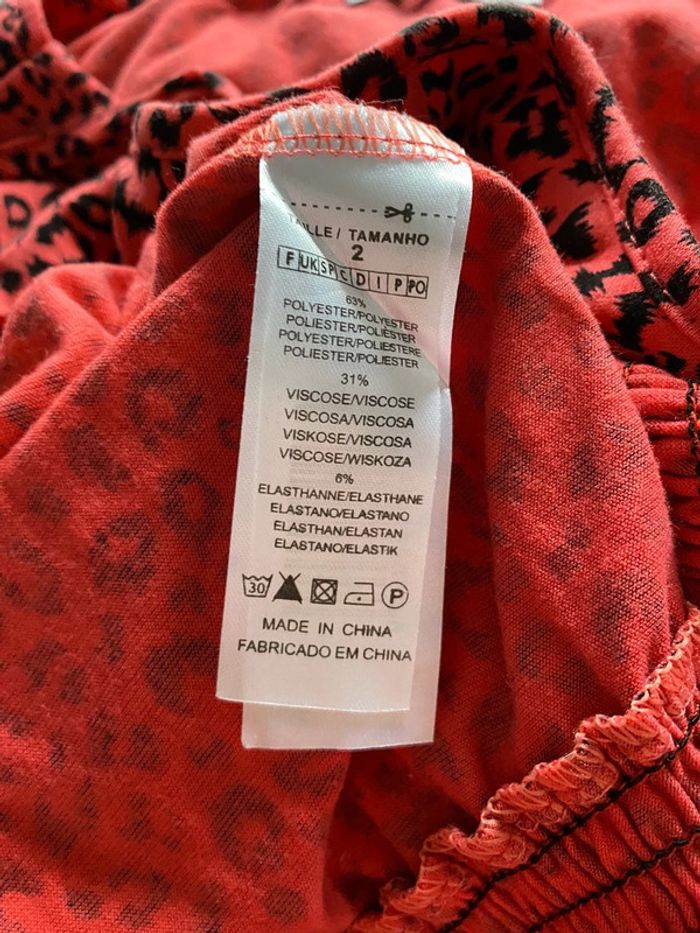 TAILLE / TAMANHO
2
F UK SP C D I P PO
63%
POLYESTER/POLYESTER
POLIESTER/POLIÈSTER
POLYESTER/POLIESTERE
POLIESTER/POLIESTER
31%
VISCOSE/VISCOSE
VISCOSA/VISCOSA
VISKOSE/VISCOSA
VISCOSE/WISKOZA
6%
ELASTHANNE/ELASTHANE
ELASTANO/ELASTANO
ELASTHAN/ELASTAN
ELASTANO/ELASTIK
30 P
MADE IN CHINA
FABRICADO EM CHINA